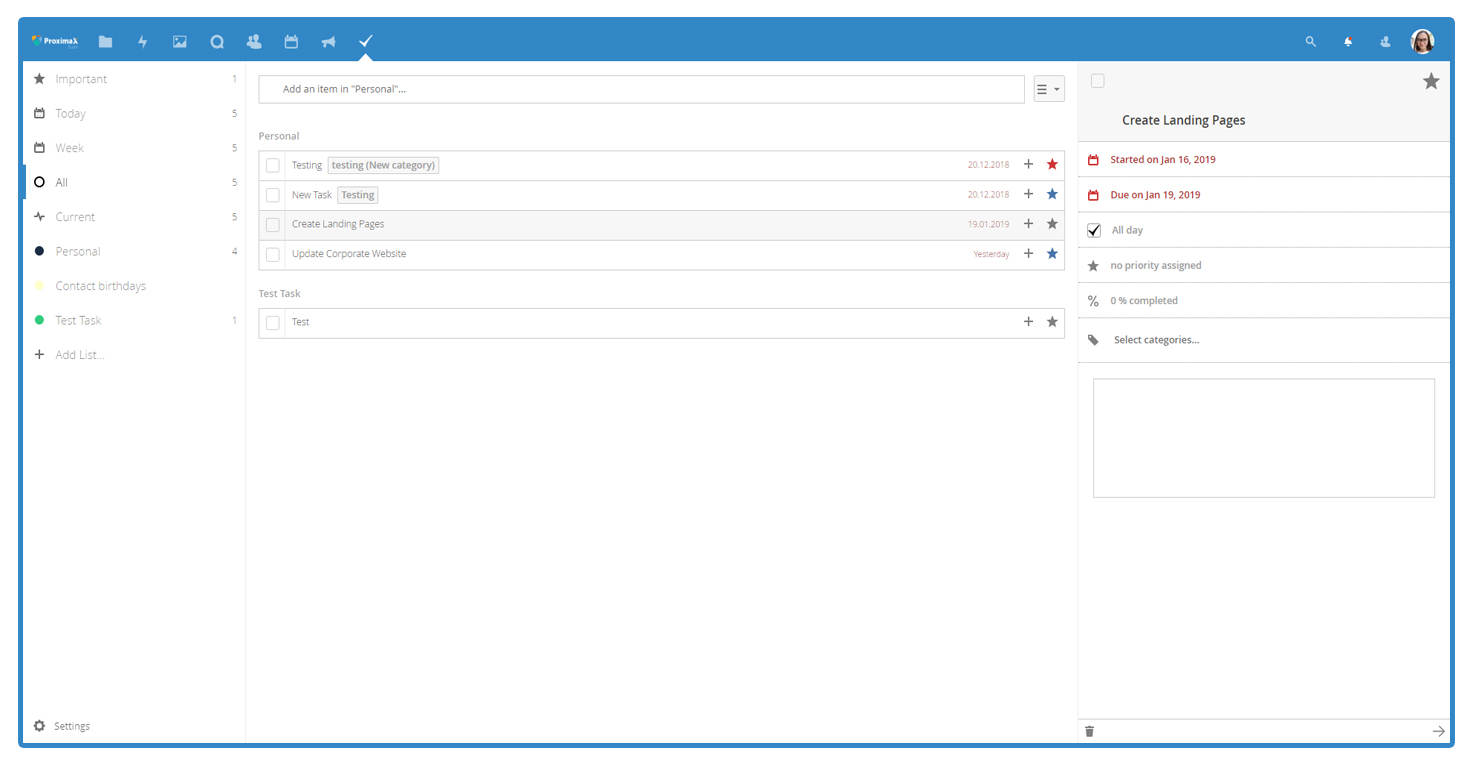 ProximaX
Important 1
Today 5
Week 5
All 5
Current 5
Personal 4
Contact birthdays
Test Task 1
Add List...
Settings
Add an item in "Personal"...
Personal
Testing testing (New category) 20.12.2018
New Task Testing 20.12.2018
Create Landing Pages 19.01.2019
Update Corporate Website Yesterday
Test Task
Test
Create Landing Pages
Started on Jan 16, 2019
Due on Jan 19, 2019
All day
no priority assigned
% 0 % completed
Select categories...